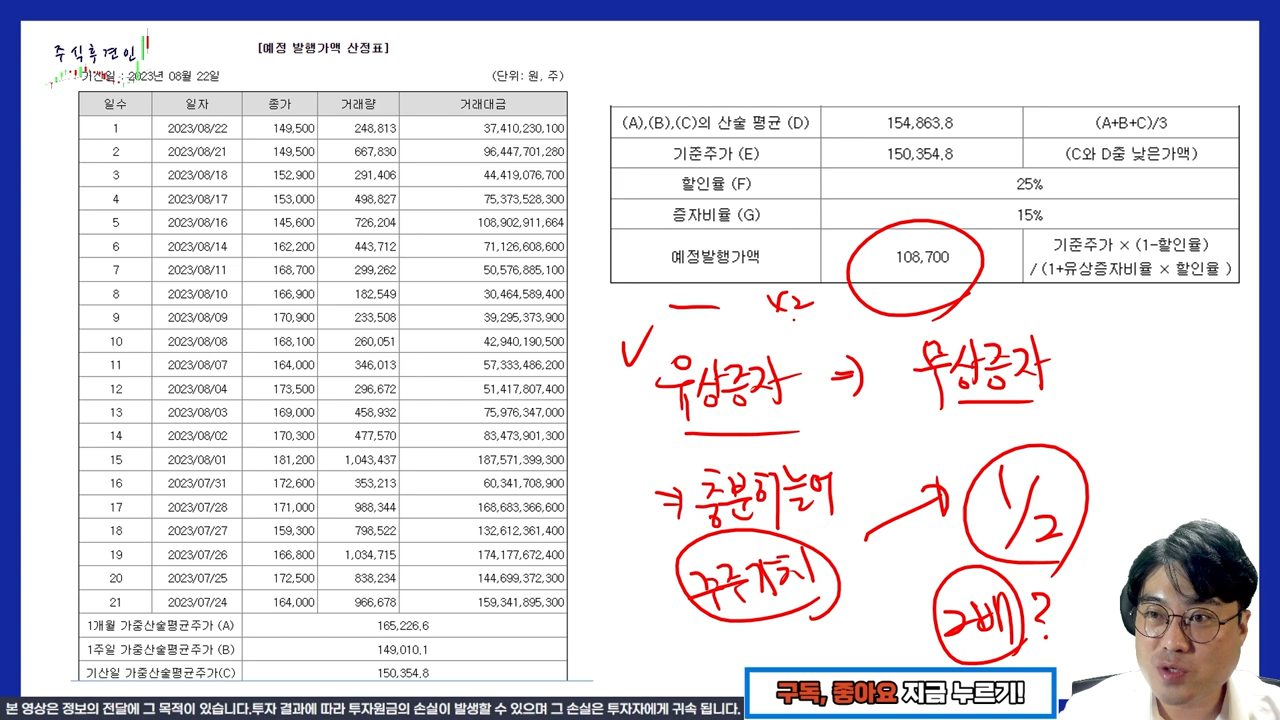 주식후견인
[예정 발행가액 산정표]
기산일 : 2023년 08월 22일 (단위: 원, 주)
일수 일자 종가 거래량 거래대금
1 2023/08/22 149,500 248,813 37,410,230,100
2 2023/08/21 149,500 667,830 96,447,701,280
3 2023/08/18 152,900 291,406 44,419,076,700
4 2023/08/17 153,000 498,827 75,373,528,300
5 2023/08/16 145,600 726,204 108,902,911,664
6 2023/08/14 162,200 443,712 71,126,608,600
7 2023/08/11 168,700 299,262 50,576,885,100
8 2023/08/10 166,900 182,549 30,464,589,400
9 2023/08/09 170,900 233,508 39,295,373,900
10 2023/08/08 168,100 260,051 42,940,190,500
11 2023/08/07 164,000 346,013 57,333,486,200
12 2023/08/04 173,500 296,672 51,417,807,400
13 2023/08/03 169,000 458,932 75,976,347,000
14 2023/08/02 170,300 477,570 83,473,901,300
15 2023/08/01 181,200 1,043,437 187,571,399,300
16 2023/07/31 172,600 353,213 60,341,708,900
17 2023/07/28 171,000 988,344 168,683,366,600
18 2023/07/27 159,300 798,522 132,612,361,400
19 2023/07/26 166,800 1,034,715 174,177,672,400
20 2023/07/25 172,500 838,234 144,699,372,300
21 2023/07/24 164,000 966,678 159,341,895,300
1개월 가중산술평균주가 (A) 165,226.6
1주일 가중산술평균주가 (B) 149,010.1
기산일 가중산술평균주가(C) 150,354.8
(A),(B),(C)의 산술 평균 (D) 154,863.8 (A+B+C)/3
기준주가 (E) 150,354.8 (C와 D중 낮은가액)
할인율 (F) 25%
증자비율 (G) 15%
예정발행가액 108,700 기준주가 × (1-할인율)
/ (1+유상증자비율 × 할인율 )
x2
유상증자 ⇒ 무상증자
⇒ 충분히 늘어 1/2
주주가치 2배?
구독, 좋아요 지금 누르기!
본 영상은 정보의 전달에 그 목적이 있습니다.투자 결과에 따라 투자원금의 손실이 발생할 수 있으며 그 손실은 투자자에게 귀속 됩니다.